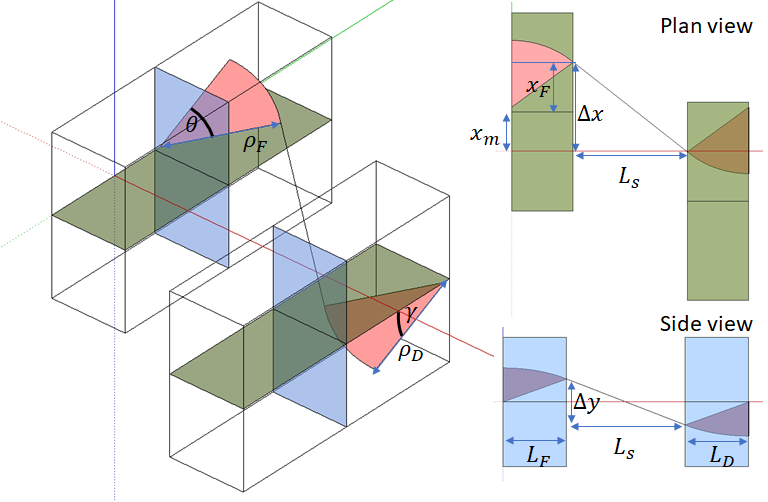 Plan view
θ
ρ_F
x_F
Δx
x_m
L_s
γ
ρ_D
Side view
Δy
L_F
L_s
L_D